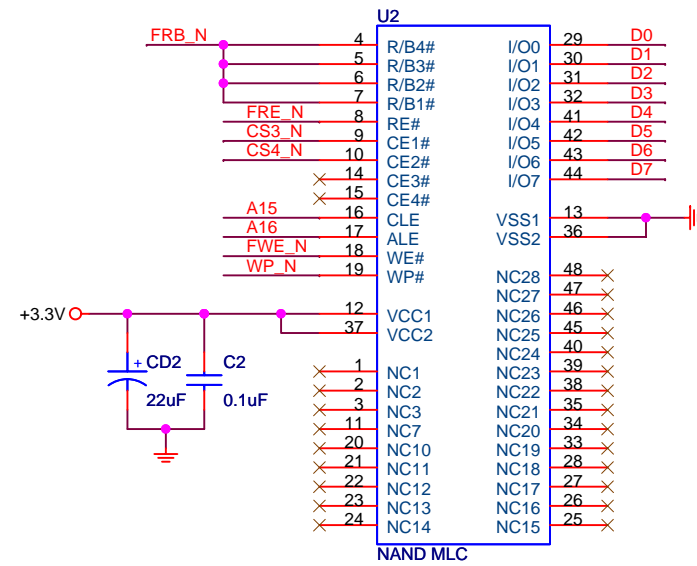 U2
FRB_N 4 R/B4# I/O0 29 D0
5 R/B3# I/O1 30 D1
6 R/B2# I/O2 31 D2
7 R/B1# I/O3 32 D3
FRE_N 8 RE# I/O4 41 D4
CS3_N 9 CE1# I/O5 42 D5
CS4_N 10 CE2# I/O6 43 D6
14 CE3# I/O7 44 D7
15 CE4#
A15 16 CLE VSS1 13
A16 17 ALE VSS2 36
FWE_N 18 WE#
WP_N 19 WP# NC28 48
NC27 47
+3.3V 12 VCC1 NC26 46
37 VCC2 NC25 45
NC24 40
+ CD2 C2 1 NC1 NC23 39
2 NC2 NC22 38
22uF 0.1uF 3 NC3 NC21 35
11 NC7 NC20 34
20 NC10 NC19 33
21 NC11 NC18 28
22 NC12 NC17 27
23 NC13 NC16 26
24 NC14 NC15 25
NAND MLC